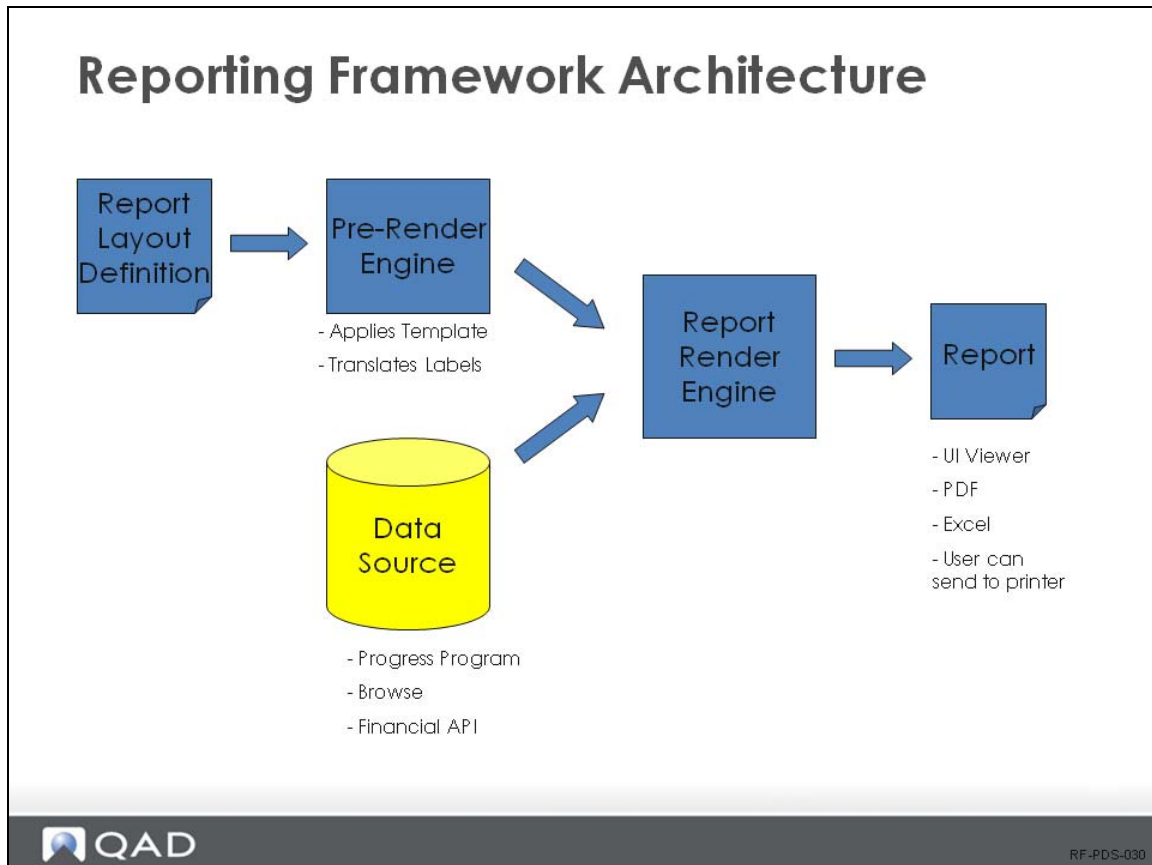 Reporting Framework Architecture
Report
Layout
Definition
Pre-Render
Engine
- Applies Template
- Translates Labels
Data
Source
- Progress Program
- Browse
- Financial API
Report
Render
Engine
Report
- UI Viewer
- PDF
- Excel
- User can
send to printer
QAD
RF-PDS-030